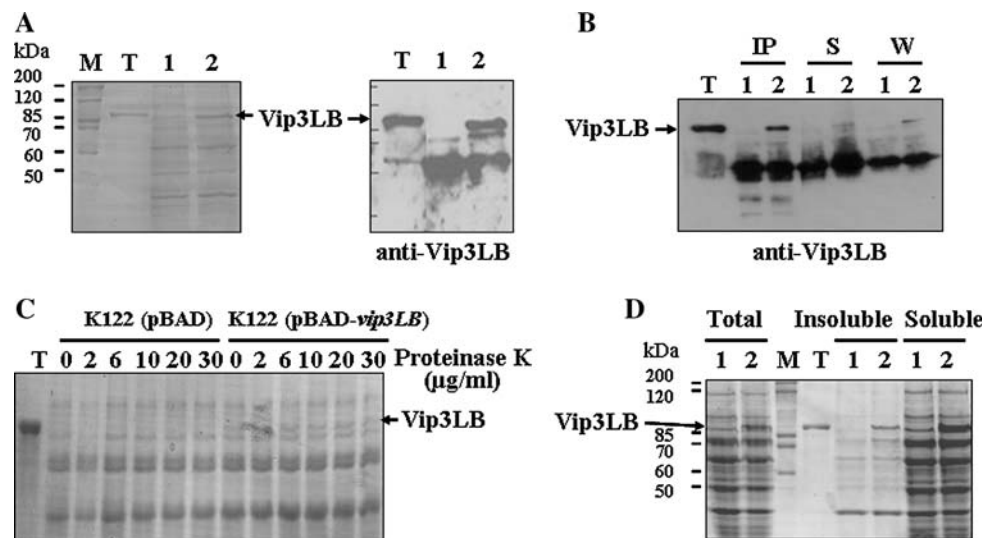 A
kDa
M T 1 2
200
120
85
70
60
50
Vip3LB
T 1 2
anti-Vip3LB
B
IP S W
T 1 2 1 2 1 2
Vip3LB
anti-Vip3LB
C
K122 (pBAD) K122 (pBAD-vip3LB)
T 0 2 6 10 20 30 0 2 6 10 20 30 Proteinase K
(µg/ml)
Vip3LB
D
Total Insoluble Soluble
kDa
1 2 M T 1 2 1 2
200
120
Vip3LB
85
70
60
50